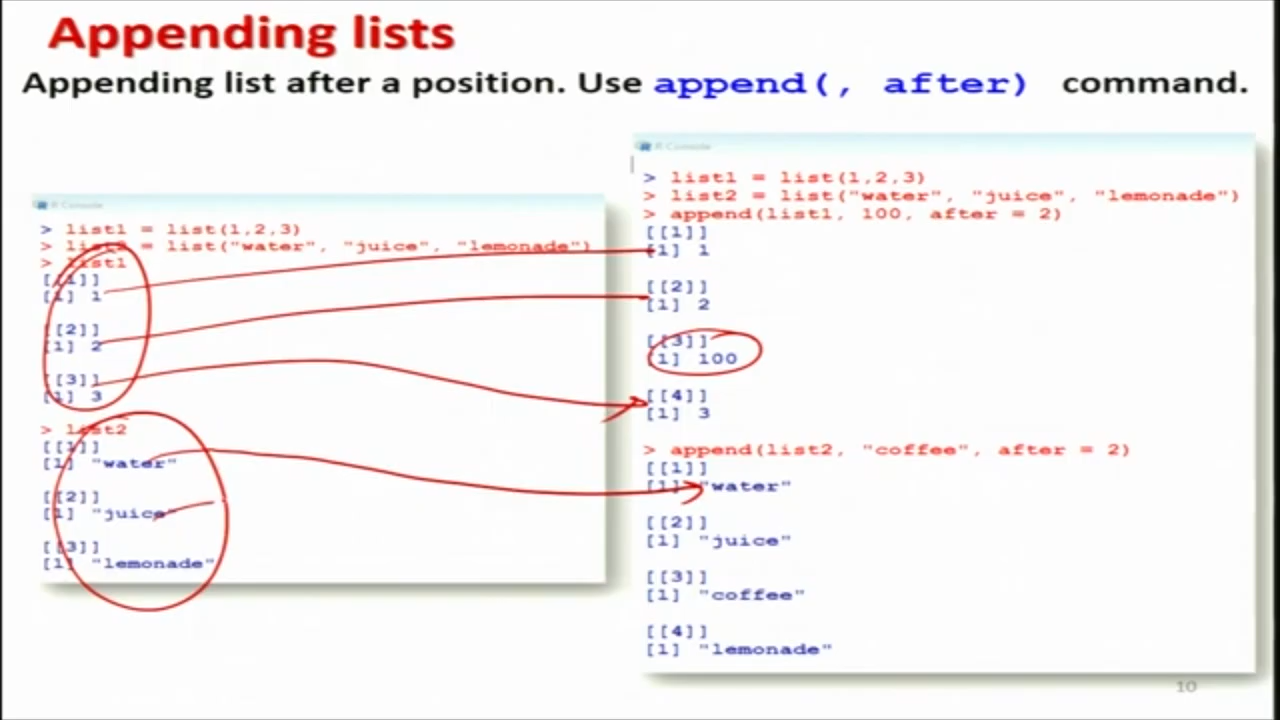 Appending lists
Appending list after a position. Use append(, after) command.
R Console
> list1 = list(1,2,3)
> list2 = list("water", "juice", "lemonade")
> list1
[[1]]
[1] 1
[[2]]
[1] 2
[[3]]
[1] 3
> list2
[[1]]
[1] "water"
[[2]]
[1] "juice"
[[3]]
[1] "lemonade"
R Console
> list1 = list(1,2,3)
> list2 = list("water", "juice", "lemonade")
> append(list1, 100, after = 2)
[[1]]
[1] 1
[[2]]
[1] 2
[[3]]
[1] 100
[[4]]
[1] 3
> append(list2, "coffee", after = 2)
[[1]]
[1] "water"
[[2]]
[1] "juice"
[[3]]
[1] "coffee"
[[4]]
[1] "lemonade"
10